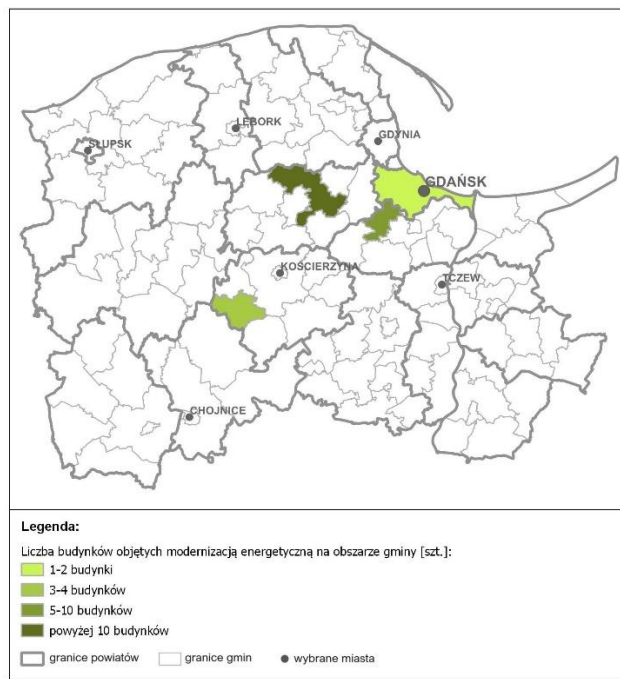 LĘBORK
SŁUPSK
GDYNIA
GDAŃSK
KOŚCIERZYNA
TCZEW
CHOJNICE
Legenda:
Liczba budynków objętych modernizacją energetyczną na obszarze gminy [szt.]:
1-2 budynki
3-4 budynków
5-10 budynków
powyżej 10 budynków
granice powiatów granice gmin wybrane miasta